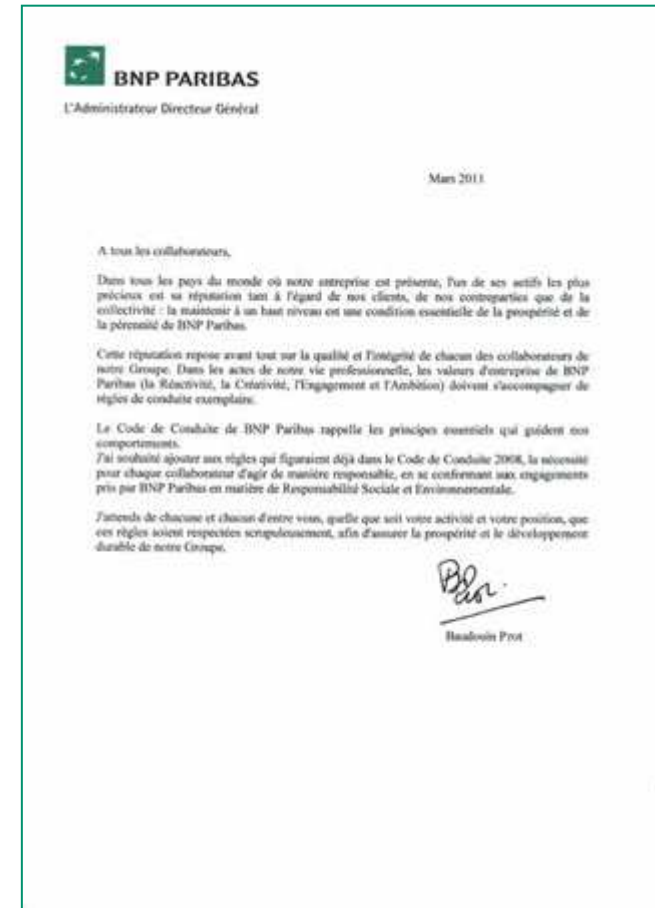 BNP PARIBAS
L'Administrateur Directeur Général
Mars 2011
A tous les collaborateurs,
Dans tous les pays du monde où notre entreprise est présente, l'un de ses actifs les plus
précieux est sa réputation tant à l'égard de nos clients, de nos contreparties que de la
collectivité : la maintenir à un haut niveau est une condition essentielle de la prospérité et de
la pérennité de BNP Paribas.
Cette réputation repose avant tout sur la qualité et l'intégrité de chacun des collaborateurs de
notre Groupe. Dans les actes de notre vie professionnelle, les valeurs d'entreprise de BNP
Paribas (la Réactivité, la Créativité, l'Engagement et l'Ambition) doivent s'accompagner de
règles de conduite exemplaire.
Le Code de Conduite de BNP Paribas rappelle les principes essentiels qui guident nos
comportements.
J'ai souhaité ajouter aux règles qui figuraient déjà dans le Code de Conduite 2008, la nécessité
pour chaque collaborateur d'agir de manière responsable, en se conformant aux engagements
pris par BNP Paribas en matière de Responsabilité Sociale et Environnementale.
J'attends de chacune et chacun d'entre vous, quelle que soit votre activité et votre position, que
ces règles soient respectées scrupuleusement, afin d'assurer la prospérité et le développement
durable de notre Groupe.
Baudouin Prot